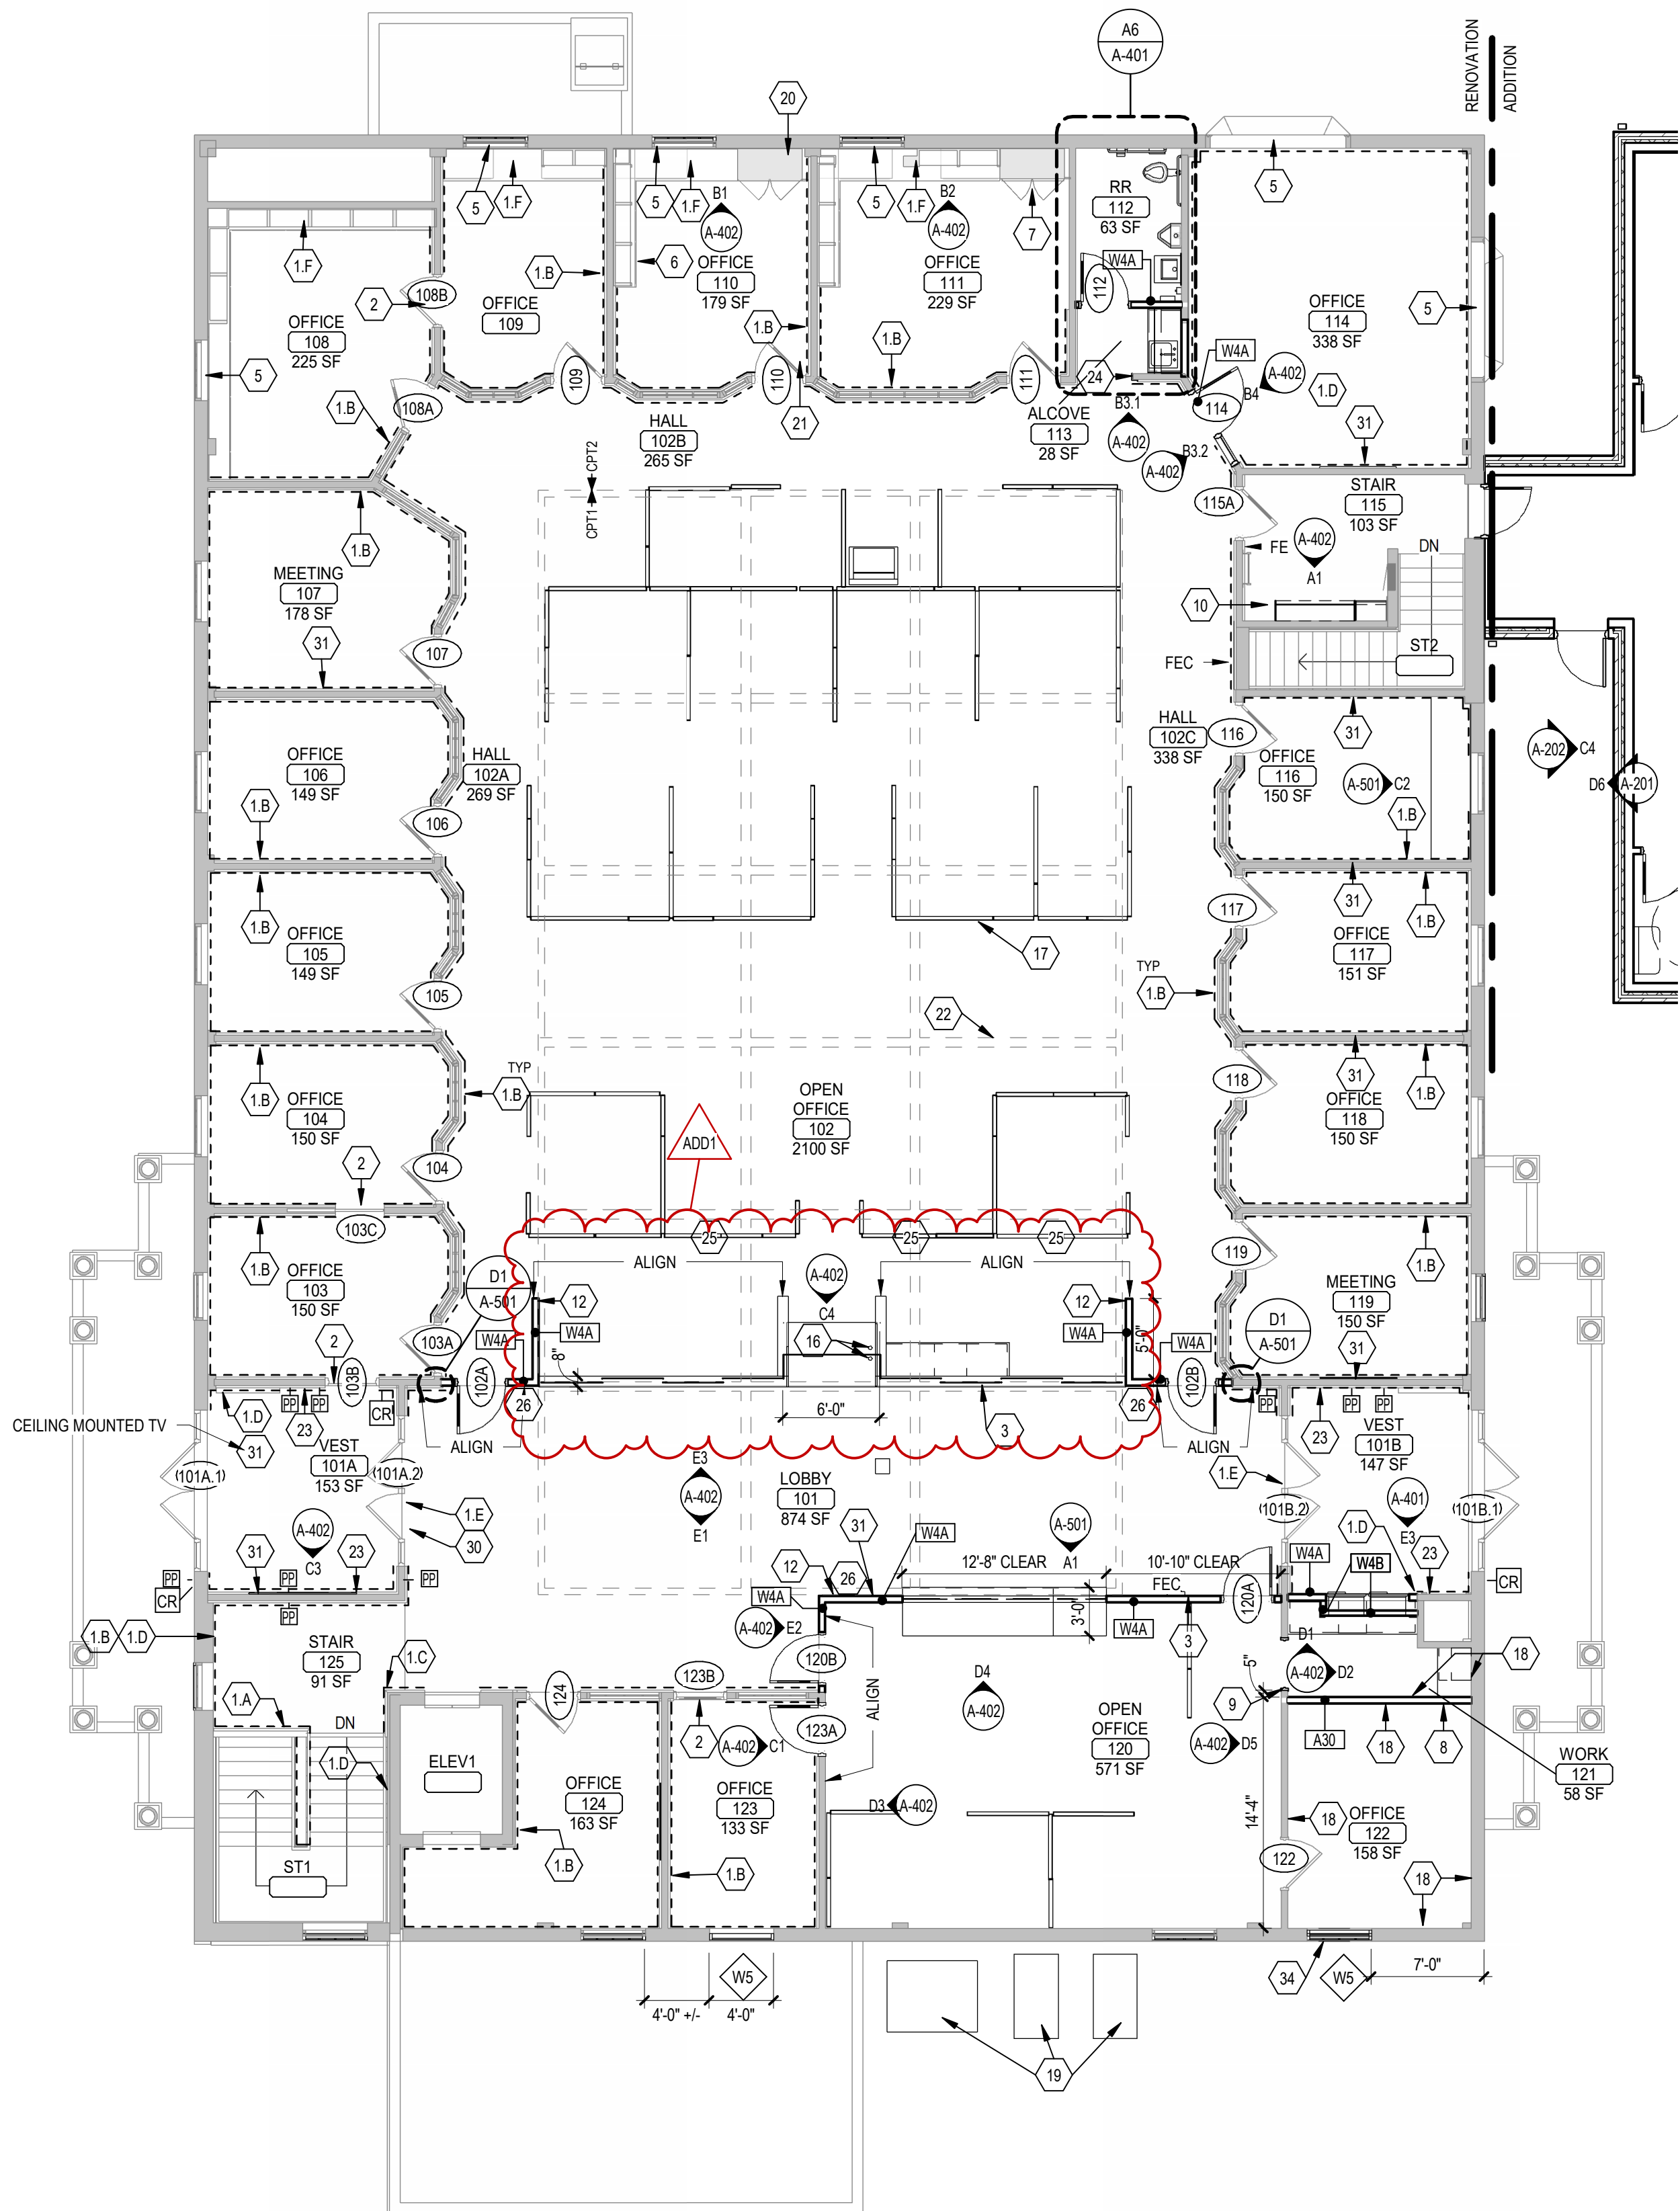 A6
A-401
RENOVATION
ADDITION
20
5
1.F
5
1.F
B1
A-402
5
1.F
B2
A-402
7
RR
112
63 SF
W4A
112
5
1.F
2
108B
1.B
OFFICE
109
6
OFFICE
110
179 SF
OFFICE
111
229 SF
OFFICE
114
338 SF
5
OFFICE
108
225 SF
5
1.B
1.B
W4A
24
A-402
B4
1.D
1.B
108A
109
110
111
114
21
HALL
102B
265 SF
ALCOVE
113
28 SF
B3.1
A-402
B3.2
A-402
31
CPT2
CPT1
115A
STAIR
115
103 SF
1.B
FE
A-402
A1
DN
MEETING
107
178 SF
10
31
107
FEC
ST2
HALL
102C
338 SF
116
31
OFFICE
106
149 SF
HALL
102A
269 SF
OFFICE
116
150 SF
A-501
C2
A-202
C4
D6
A-201
1.B
106
1.B
1.B
117
31
1.B
OFFICE
105
149 SF
17
OFFICE
117
151 SF
105
TYP
1.B
22
1.B
118
31
1.B
OFFICE
104
150 SF
TYP
1.B
OPEN
OFFICE
102
2100 SF
OFFICE
118
150 SF
ADD1
2
104
103C
25
25
25
1.B
119
1.B
OFFICE
103
150 SF
D1
A-501
ALIGN
A-402
C4
ALIGN
12
12
MEETING
119
150 SF
D1
A-501
W4A
W4A
W4A
W4A
16
103A
2
8"
5'-0"
31
103B
102A
102B
26
26
6'-0"
3
1.D
PP
PP
23
CR
PP
PP
PP
23
CEILING MOUNTED TV
31
ALIGN
ALIGN
VEST
101A
153 SF
VEST
101B
147 SF
101A.1
101A.2
E3
A-402
E1
LOBBY
101
874 SF
1.E
101B.2
101B.1
A-401
E3
1.E
30
A-402
C3
31
W4A
A-501
A1
1.D
31
23
12
26
12'-8" CLEAR
10'-10" CLEAR
W4A
W4B
23
PP
CR
PP
PP
PP
W4A
FEC
120A
CR
3'-0"
W4A
3
1.B
1.D
STAIR
125
91 SF
A-402
E2
1.C
120B
ALIGN
D1
A-402
D2
18
5"
D4
A-402
9
1.A
DN
124
123B
2
123A
A-402
C1
OPEN
OFFICE
120
571 SF
A-402
D5
A30
18
8
1.D
ELEV1
WORK
121
58 SF
OFFICE
124
163 SF
OFFICE
123
133 SF
D3
A-402
14'-4"
18
OFFICE
122
158 SF
ST1
1.B
1.B
122
18
W5
34
W5
7'-0"
4'-0" +/-
4'-0"
19